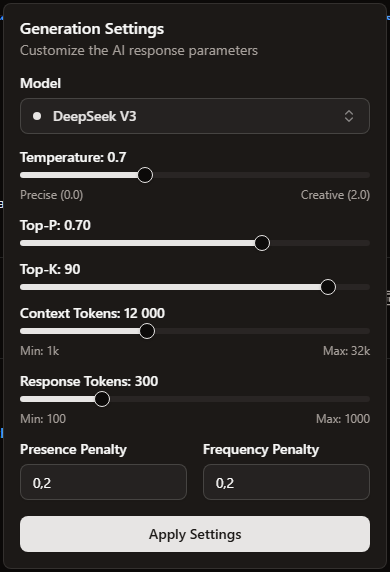 Generation Settings
Customize the AI response parameters
Model
DeepSeek V3
Temperature: 0.7
Precise (0.0) Creative (2.0)
Top-P: 0.70
Top-K: 90
Context Tokens: 12 000
Min: 1k Max: 32k
Response Tokens: 300
Min: 100 Max: 1000
Presence Penalty Frequency Penalty
0,2 0,2
Apply Settings